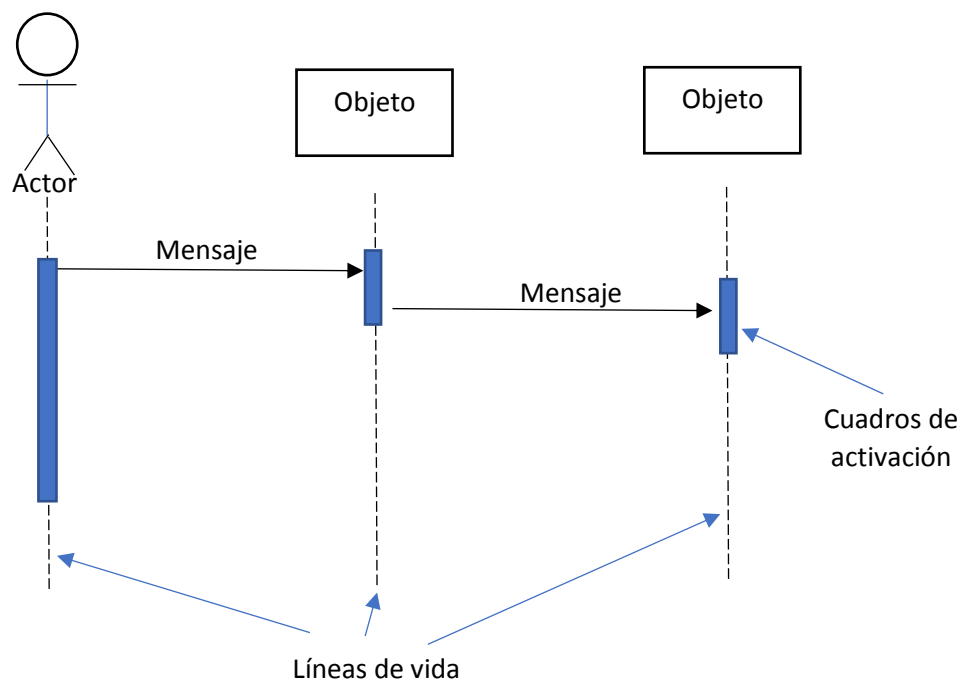 Objeto
Objeto
Actor
Mensaje
Mensaje
Cuadros de
activación
Líneas de vida